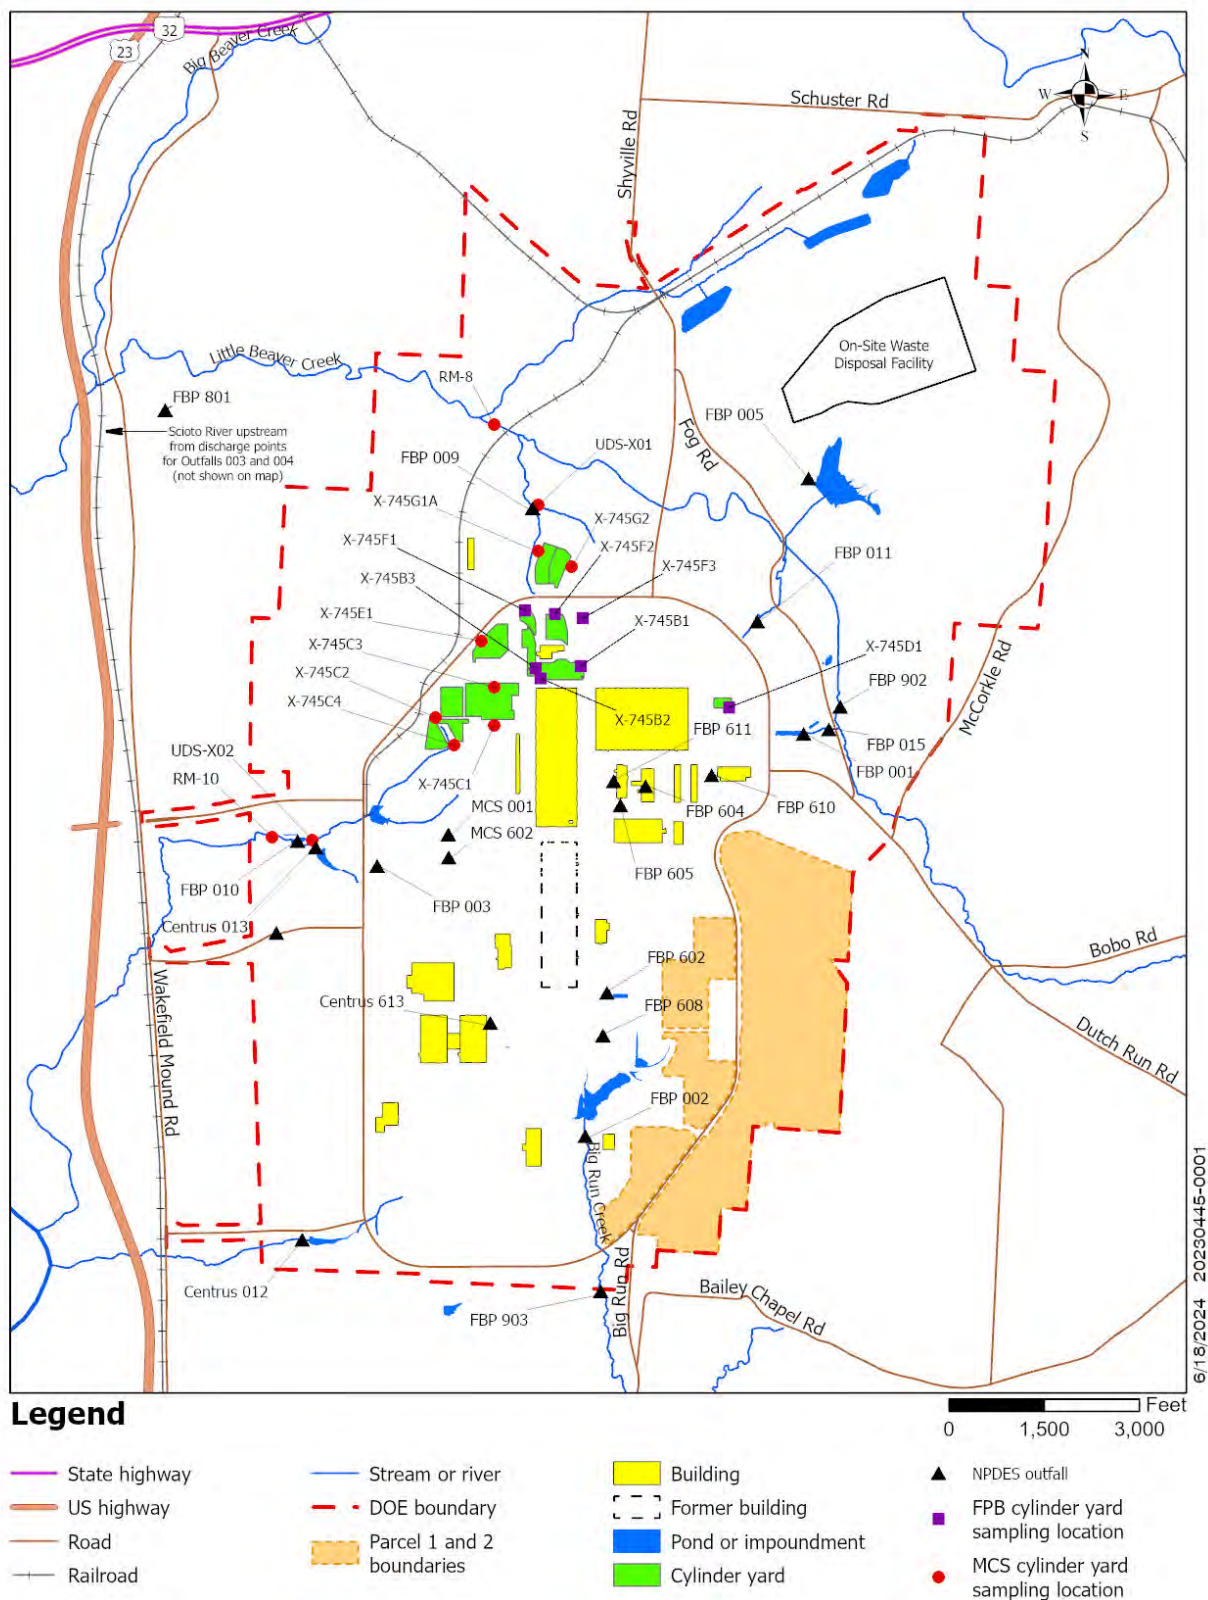 32
23
Big Beaver Creek
N
W
E
S
Schuster Rd
Shyville Rd
Little Beaver Creek
On-Site Waste
Disposal Facility
RM-8
FBP 801
FBP 005
Scioto River upstream
from discharge points
for Outfalls 003 and 004
(not shown on map)
Fog Rd
UDS-X01
FBP 009
X-745G1A
X-745G2
X-745F1
X-745F2
FBP 011
X-745B3
X-745F3
X-745E1
X-745B1
X-745C3
X-745D1
X-745C2
FBP 902
X-745C4
McCorkle Rd
X-745B2
FBP 611
UDS-X02
FBP 015
RM-10
FBP 001
X-745C1
MCS 001
FBP 604
FBP 610
MCS 602
FBP 605
FBP 010
FBP 003
Centrus 013
Bobo Rd
FBP 602
Wakefield Mound Rd
Centrus 613
FBP 608
Dutch Run Rd
FBP 002
Big Run Creek
Big Run Rd
Centrus 012
Bailey Chapel Rd
FBP 903
6/18/2024 20230445-0001
Legend
Feet
0 1,500 3,000
State highway
US highway
Road
Railroad
Stream or river
DOE boundary
Parcel 1 and 2
boundaries
Building
Former building
Pond or impoundment
Cylinder yard
NPDES outfall
FPB cylinder yard
sampling location
MCS cylinder yard
sampling location